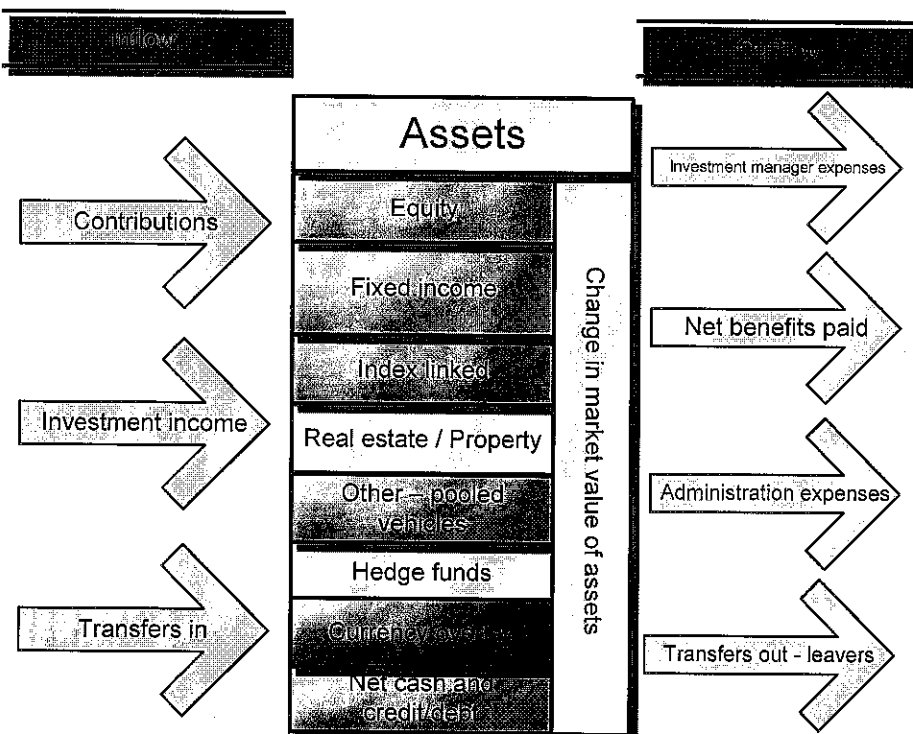 Inflow
Assets
Contributions
Investment income
Transfers in
Equity
Fixed income
Index linked
Real estate / Property
Other – pooled
vehicles
Hedge funds
Currency
Net cash and
credit/debt
Change in market value of assets
Investment manager expenses
Net benefits paid
Administration expenses
Transfers out - leavers